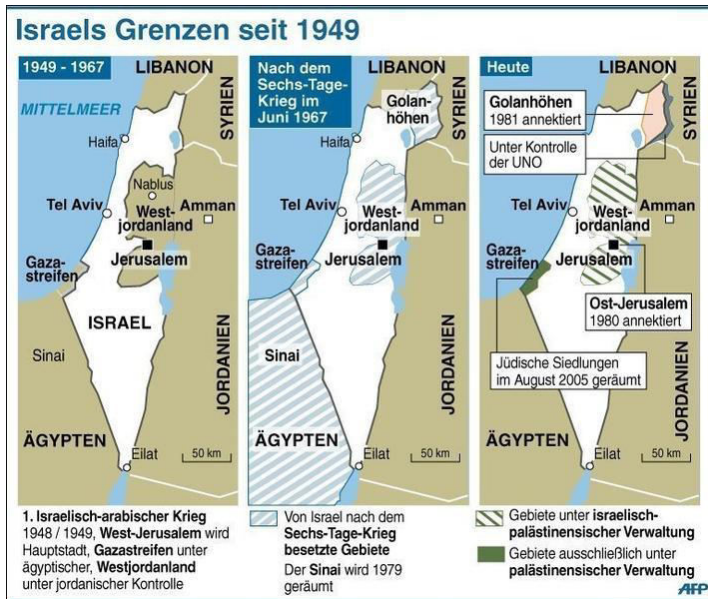 Israels Grenzen seit 1949
1949 - 1967
LIBANON
MITTELMEER
SYRIEN
Haifa
Nablus
Tel Aviv
West-
jordanland
Amman
Gaza-
streifen
Jerusalem
ISRAEL
Sinai
JORDANIEN
ÄGYPTEN
Eilat
50 km
1. Israelisch-arabischer Krieg
1948 / 1949, West-Jerusalem wird
Hauptstadt, Gazastreifen unter
ägyptischer, Westjordanland
unter jordanischer Kontrolle
Nach dem
Sechs-Tage-
Krieg im
Juni 1967
LIBANON
Golan-
höhen
SYRIEN
Haifa
Tel Aviv
West-
jordanland
Amman
Gaza-
streifen
Jerusalem
Sinai
JORDANIEN
ÄGYPTEN
Eilat
50 km
Von Israel nach dem
Sechs-Tage-Krieg
besetzte Gebiete
Der Sinai wird 1979
geräumt
Heute
LIBANON
Golanhöhen
1981 annektiert
SYRIEN
Unter Kontrolle
der UNO
Tel Aviv
West-
jordanland
Amman
Gaza-
streifen
Jerusalem
Ost-Jerusalem
1980 annektiert
Jüdische Siedlungen
im August 2005 geräumt
JORDANIEN
ÄGYPTEN
Eilat
50 km
Gebiete unter israelisch-
palästinensischer Verwaltung
Gebiete ausschließlich unter
palästinensischer Verwaltung
AFP